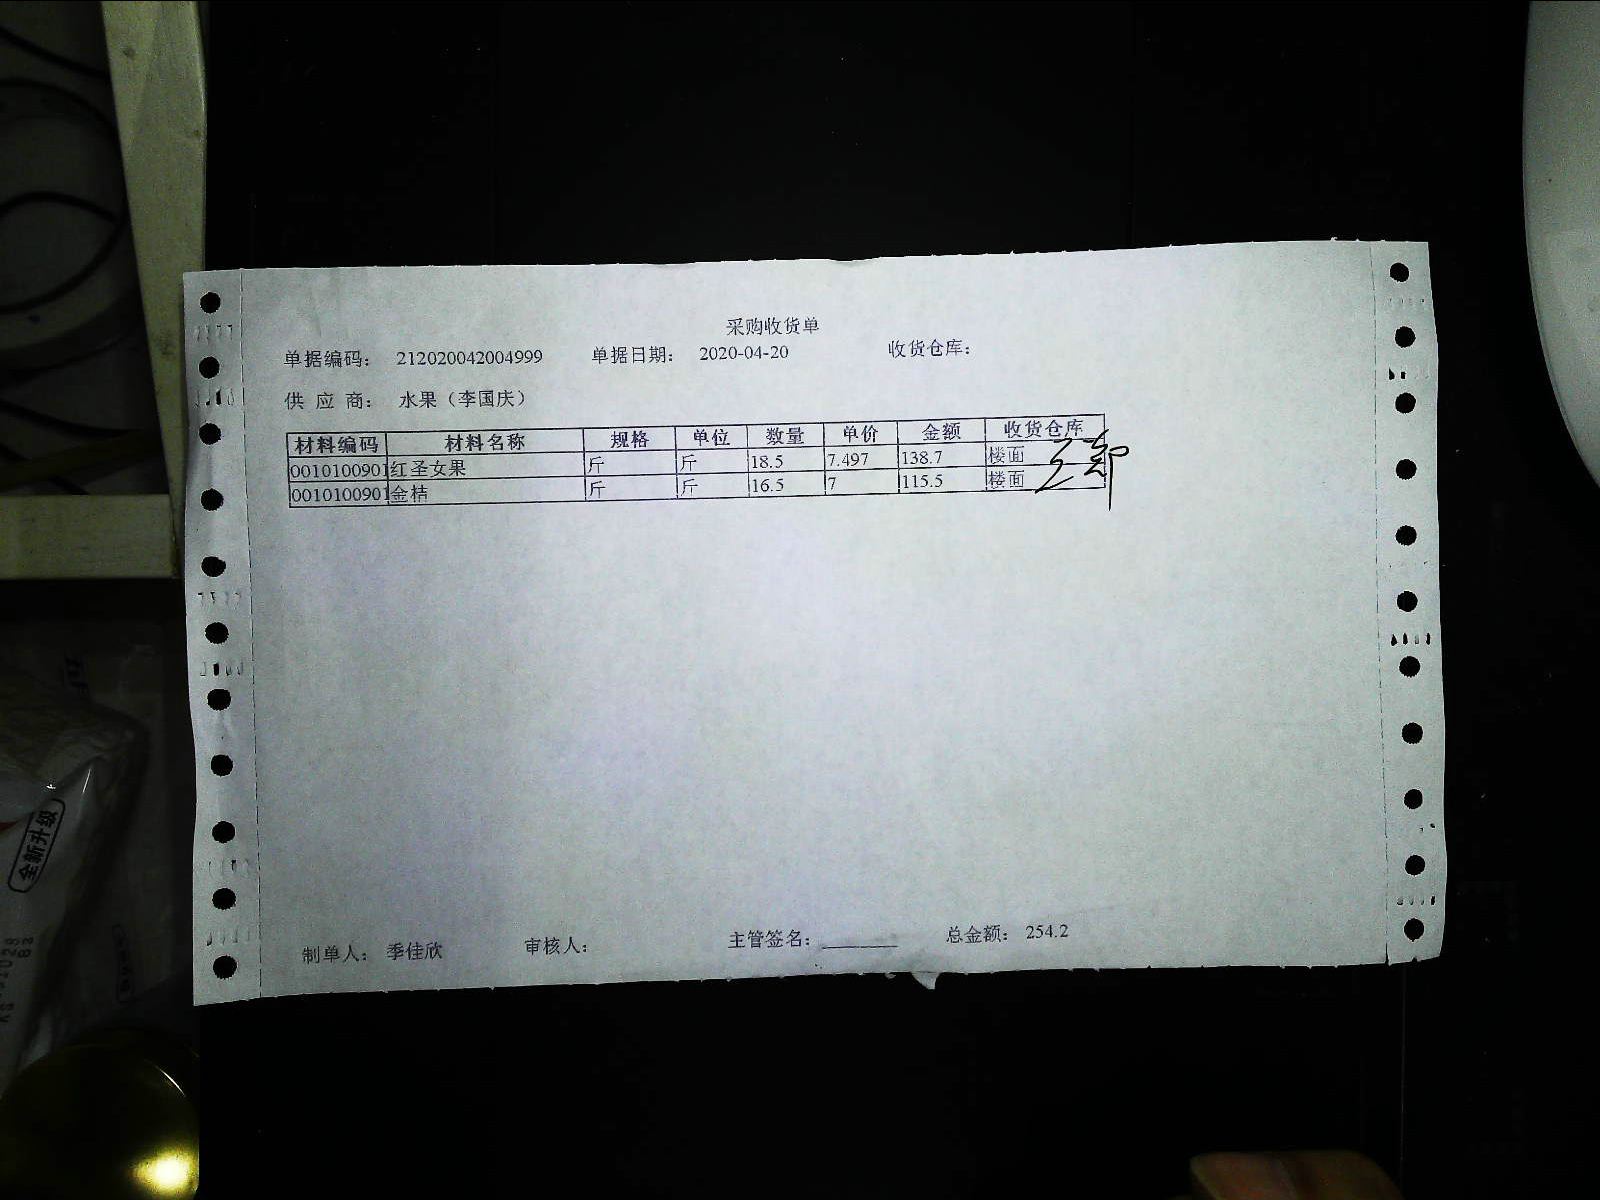 采购收货单
单据编码： 212020042004999 单据日期： 2020-04-20 收货仓库：
供 应 商： 水果（李国庆）
材料编码 材料名称 规格 单位 数量 单价 金额 收货仓库
0010100901 红圣女果 斤 斤 18.5 7.497 138.7 楼面
0010100901 金桔 斤 斤 16.5 7 115.5 楼面
制单人： 季佳欣 审核人： 主管签名：________ 总金额： 254.2
全新升级